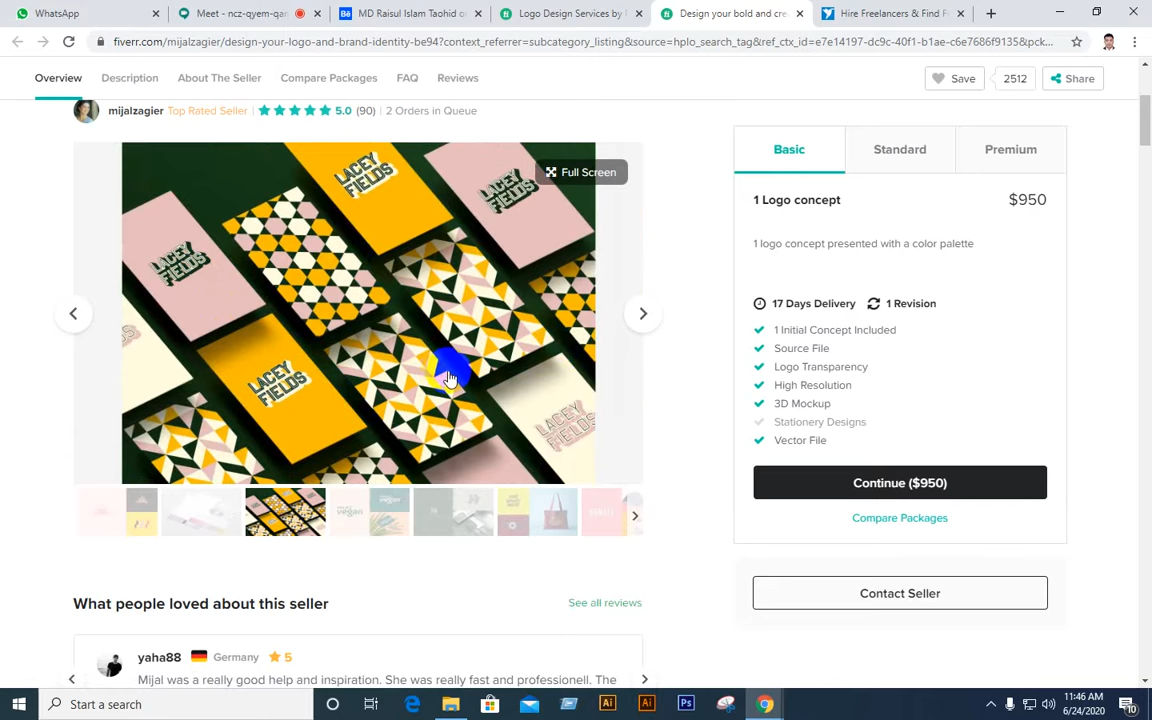 WhatsApp
Meet - ncz-qyem-qan
MD Raisul Islam Taohid o
Logo Design Services by
Design your bold and cre
Hire Freelancers & Find F
fiverr.com/mijalzagier/design-your-logo-and-brand-identity-be94?context_referrer=subcategory_listing&source=hplo_search_tag&ref_ctx_id=e7e14197-dc9c-40f1-b1ae-c6e7686f9135&pck...
Overview
Description
About The Seller
Compare Packages
FAQ
Reviews
Save
2512
Share
mijalzagier Top Rated Seller 5.0 (90) | 2 Orders in Queue
Full Screen
LACEY FIELDS
LACEY FIELDS
LACEY FIELDS
LACEY FIELDS
LACEY FIELDS
vegan
Basic
Standard
Premium
1 Logo concept
$950
1 logo concept presented with a color palette
17 Days Delivery
1 Revision
1 Initial Concept Included
Source File
Logo Transparency
High Resolution
3D Mockup
Stationery Designs
Vector File
Continue ($950)
Compare Packages
Contact Seller
What people loved about this seller
See all reviews
yaha88 Germany 5
Mijal was a really good help and inspiration. She was really fast and professionell. The
Start a search
Ai
Ai
Ps
11:46 AM
6/24/2020
10